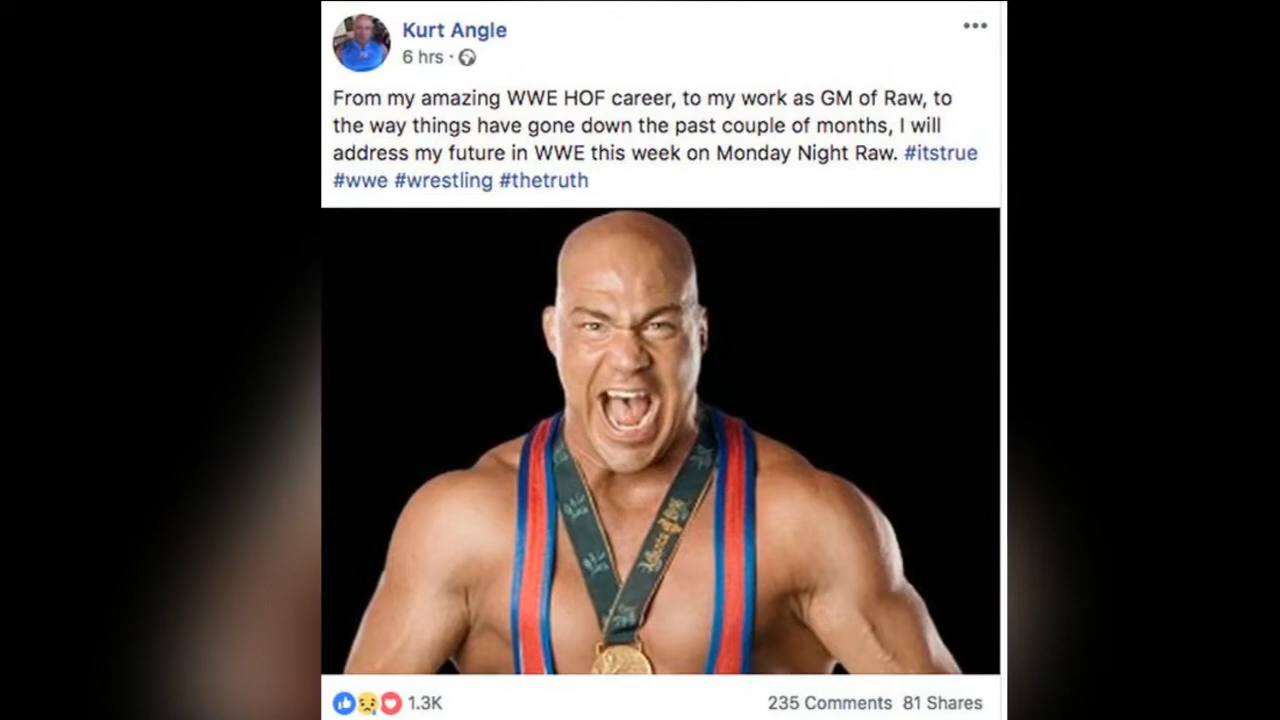 Kurt Angle
6 hrs ·
From my amazing WWE HOF career, to my work as GM of Raw, to
the way things have gone down the past couple of months, I will
address my future in WWE this week on Monday Night Raw. #itstrue
#wwe #wrestling #thetruth
1.3K
235 Comments 81 Shares